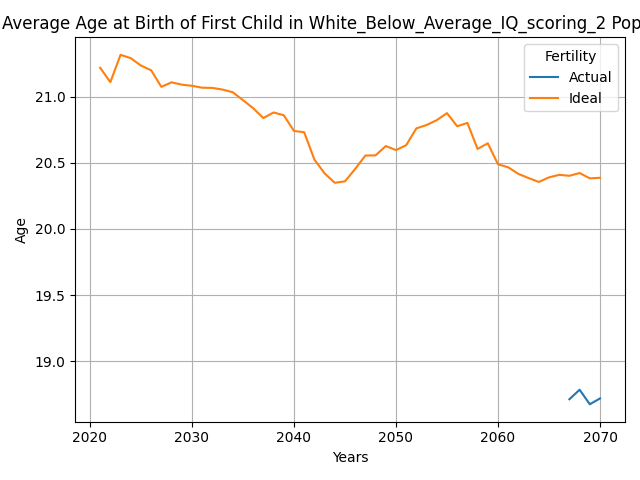 Average Age at Birth of First Child in White_Below_Average_IQ_scoring_2 Pop
Fertility
Actual
Ideal
21.0
20.5
20.0
19.5
19.0
Age
2020
2030
2040
2050
2060
2070
Years